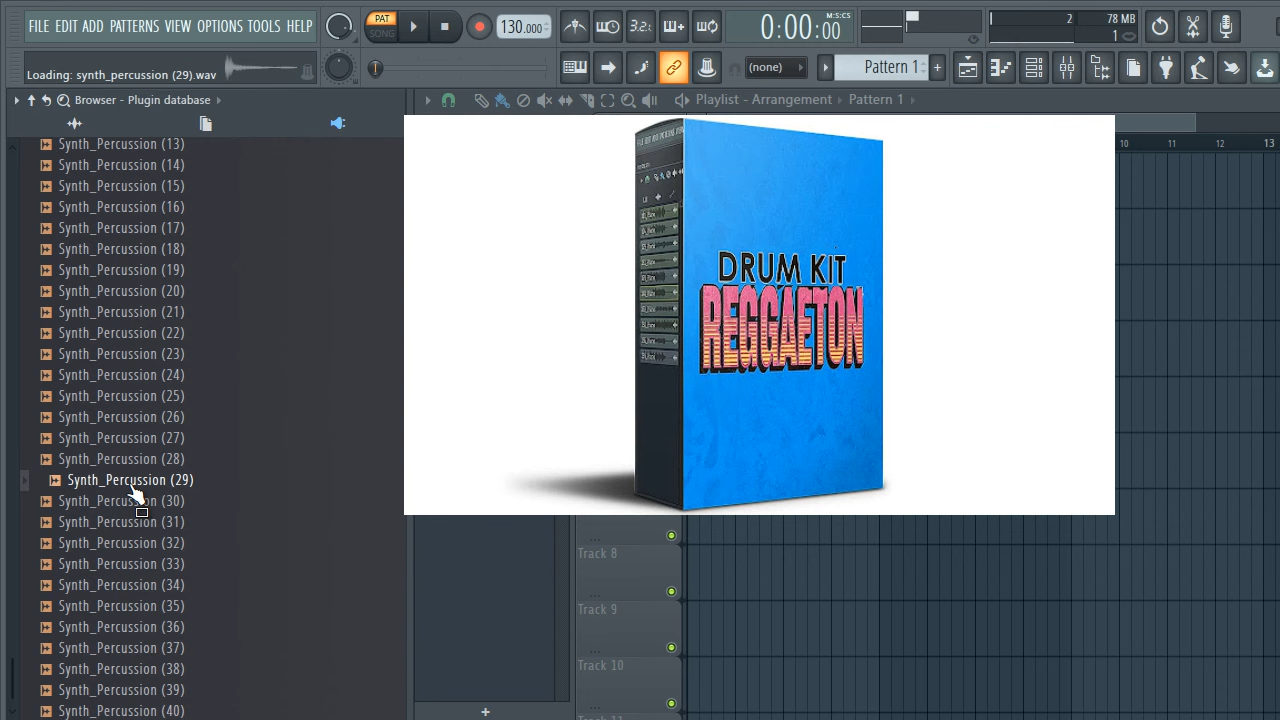 FILE EDIT ADD PATTERNS VIEW OPTIONS TOOLS HELP
PAT
SONG
130.000
3.2:
0:00:00
M:S:CS
2
78 MB
1
Loading: synth_percussion (29).wav
(none)
Pattern 1
+
Browser - Plugin database
Playlist - Arrangement
Pattern 1
10 11 12 13
Synth_Percussion (13)
Synth_Percussion (14)
Synth_Percussion (15)
Synth_Percussion (16)
Synth_Percussion (17)
Synth_Percussion (18)
Synth_Percussion (19)
Synth_Percussion (20)
Synth_Percussion (21)
Synth_Percussion (22)
Synth_Percussion (23)
Synth_Percussion (24)
Synth_Percussion (25)
Synth_Percussion (26)
Synth_Percussion (27)
Synth_Percussion (28)
Synth_Percussion (29)
Synth_Percussion (30)
Synth_Percussion (31)
Synth_Percussion (32)
Synth_Percussion (33)
Synth_Percussion (34)
Synth_Percussion (35)
Synth_Percussion (36)
Synth_Percussion (37)
Synth_Percussion (38)
Synth_Percussion (39)
Synth_Percussion (40)
DRUM KIT
REGGAETON
...
Track 8
...
Track 9
...
Track 10
...
+